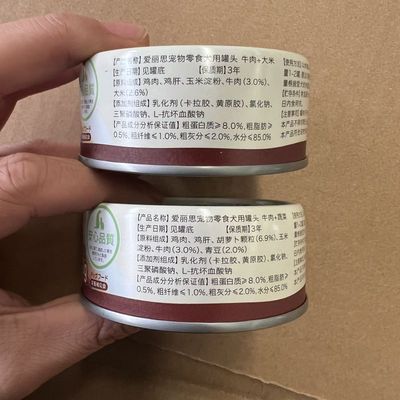 [产品名称] 爱丽思宠物零食犬用罐头 牛肉+大米
[生产日期] 见罐底 [保质期] 3年
[原料组成] 鸡肉, 鸡肝, 玉米淀粉, 牛肉(3.0%),
大米(2.6%)
[添加剂组成] 乳化剂 (卡拉胶, 黄原胶), 氯化钠,
三聚磷酸钠, L-抗坏血酸钠
[产品成分分析保证值] 粗蛋白质≥8.0%, 粗脂肪≥
0.5%, 粗纤维≤1.0%, 粗灰分≤2.0%, 水分≤85.0%
安心品質
[产品名称] 爱丽思宠物零食犬用罐头 牛肉+蔬菜
[生产日期] 见罐底 [保质期] 3年
[原料组成] 鸡肉, 鸡肝, 胡萝卜颗粒 (6.9%), 玉米
淀粉, 牛肉(3.0%), 青豆(2.0%)
[添加剂组成] 乳化剂 (卡拉胶, 黄原胶), 氯化钠,
三聚磷酸钠, L-抗坏血酸钠
[产品成分分析保证值] 粗蛋白质≥8.0%, 粗脂肪≥
0.5%, 粗纤维≤1.0%, 粗灰分≤2.0%, 水分≤85.0%